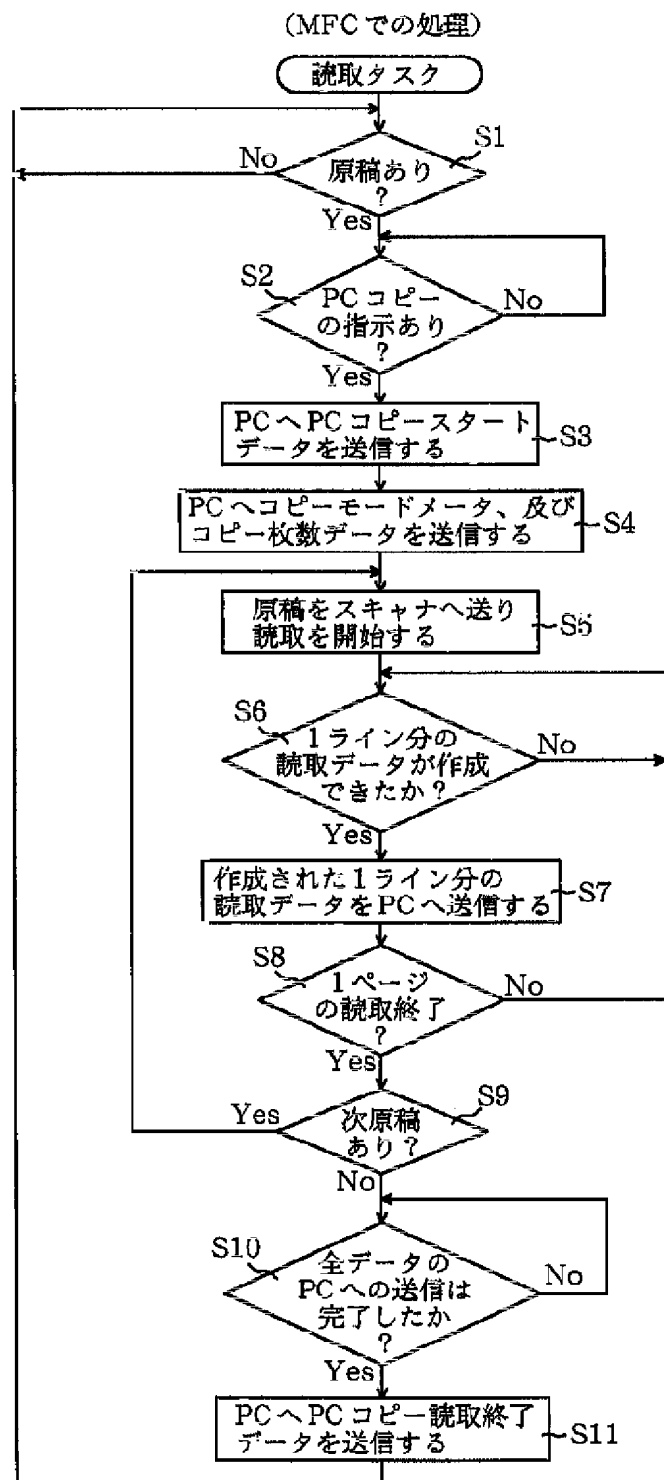 (MFCでの処理)
読取タスク
S1
No
原稿あり
?
Yes
S2
PCコピー
の指示あり
?
No
Yes
PCへPCコピースタート
データを送信する
S3
PCへコピーモードメータ、及び
コピー枚数データを送信する
S4
原稿をスキャナへ送り
読取を開始する
S5
S6
1ライン分の
読取データが作成
できたか?
No
Yes
作成された1ライン分の
読取データをPCへ送信する
S7
S8
1ページ
の読取終了
?
No
Yes
S9
Yes
次原稿
あり?
No
S10
全データの
PCへの送信は
完了したか
?
No
Yes
PCへPCコピー読取終了
データを送信する
S11